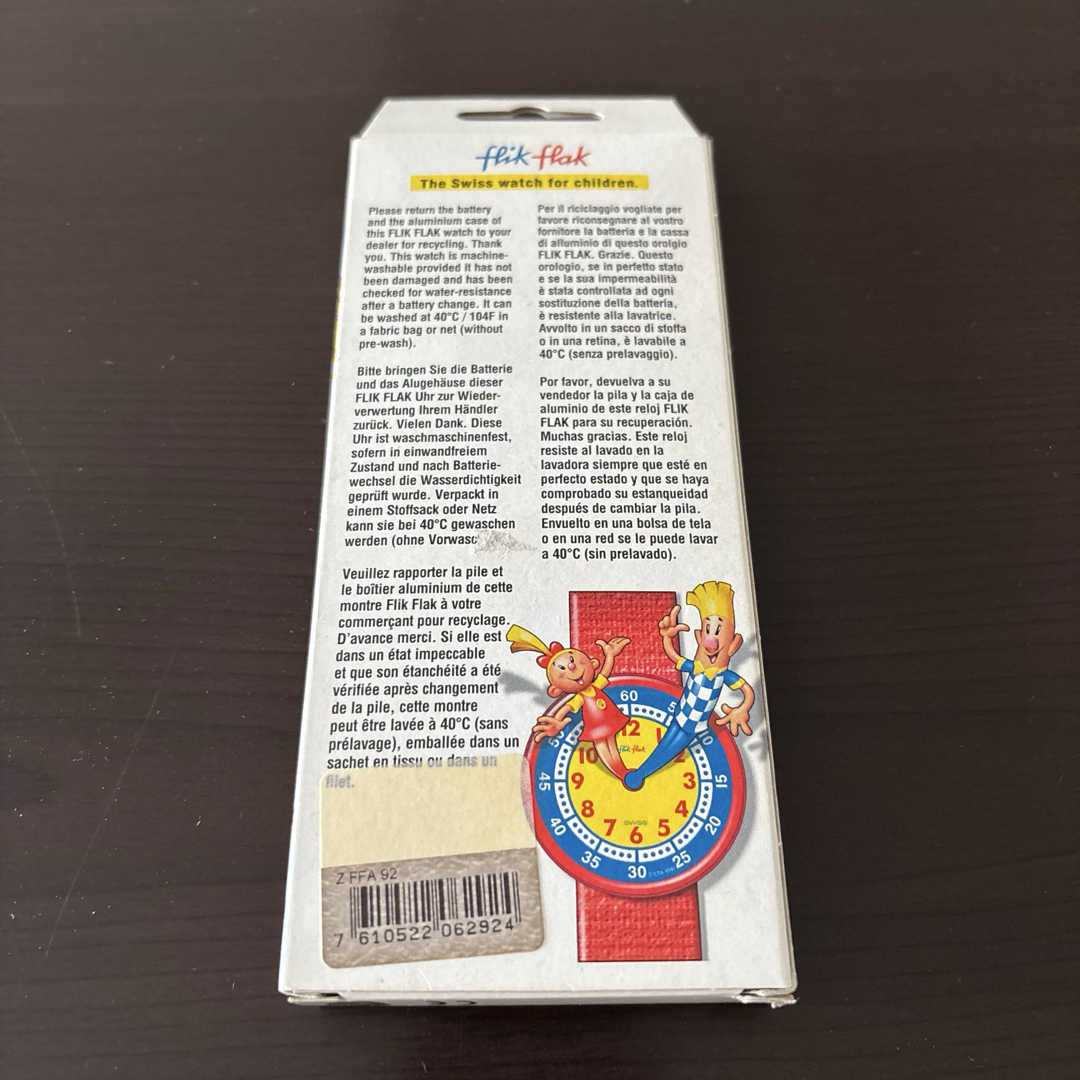 flik flak
The Swiss watch for children.
Please return the battery
and the aluminium case of
this FLIK FLAK watch to your
dealer for recycling. Thank
you. This watch is machine-
washable provided it has not
been damaged and has been
checked for water-resistance
after a battery change. It can
be washed at 40°C / 104F in
a fabric bag or net (without
pre-wash).
Bitte bringen Sie die Batterie
und das Alugehäuse dieser
FLIK FLAK Uhr zur Wieder-
verwertung Ihrem Händler
zurück. Vielen Dank. Diese
Uhr ist waschmaschinenfest,
sofern in einwandfreiem
Zustand und nach Batterie-
wechsel die Wasserdichtigkeit
geprüft wurde. Verpackt in
einem Stoffsack oder Netz
kann sie bei 40°C gewaschen
werden (ohne Vorwasc
Veuillez rapporter la pile et
le boîtier aluminium de cette
montre Flik Flak à votre
commerçant pour recyclage.
D'avance merci. Si elle est
dans un état impeccable
et que son étanchéité a été
vérifiée après changement
de la pile, cette montre
peut être lavée à 40°C (sans
prélavage), emballée dans un
sachet en tissu ou dans un
filet.
Per il riciclaggio vogliate per
favore riconsegnare al vostro
fornitore la batteria e la cassa
di alluminio di questo orolgio
FLIK FLAK. Grazie. Questo
orologio, se in perfetto stato
e se la sua impermeabilità
è stata controllata ad ogni
sostituzione della batteria,
è resistente alla lavatrice.
Avvolto in un sacco di stoffa
o in una retina, è lavabile a
40°C (senza prelavaggio).
Por favor, devuelva a su
vendedor la pila y la caja de
aluminio de este reloj FLIK
FLAK para su recuperación.
Muchas gracias. Este reloj
resiste al lavado en la
lavadora siempre que esté en
perfecto estado y que se haya
comprobado su estanqueidad
después de cambiar la pila.
Envuelto en una bolsa de tela
o en una red se le puede lavar
a 40°C (sin prelavado).
60 5 10 15 20 25 30 35 40 45 5
12 1 2 3 4 5 6 7 8 9 10
flik flak
SWISS
Z FFA 92
7 610522 062924